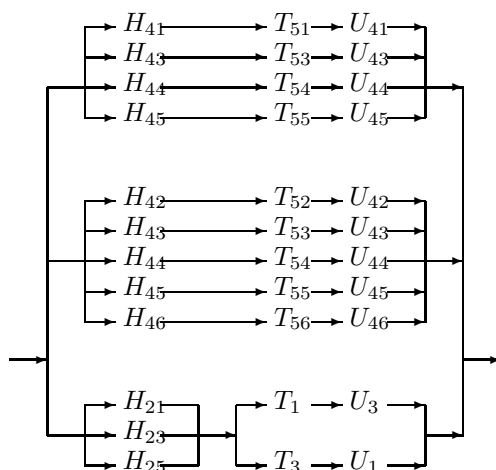 H₄₁ T₅₁ U₄₁
H₄₃ T₅₃ U₄₃
H₄₄ T₅₄ U₄₄
H₄₅ T₅₅ U₄₅
H₄₂ T₅₂ U₄₂
H₄₃ T₅₃ U₄₃
H₄₄ T₅₄ U₄₄
H₄₅ T₅₅ U₄₅
H₄₆ T₅₆ U₄₆
H₂₁ T₁ U₃
H₂₃
H₂₅ T₃ U₁